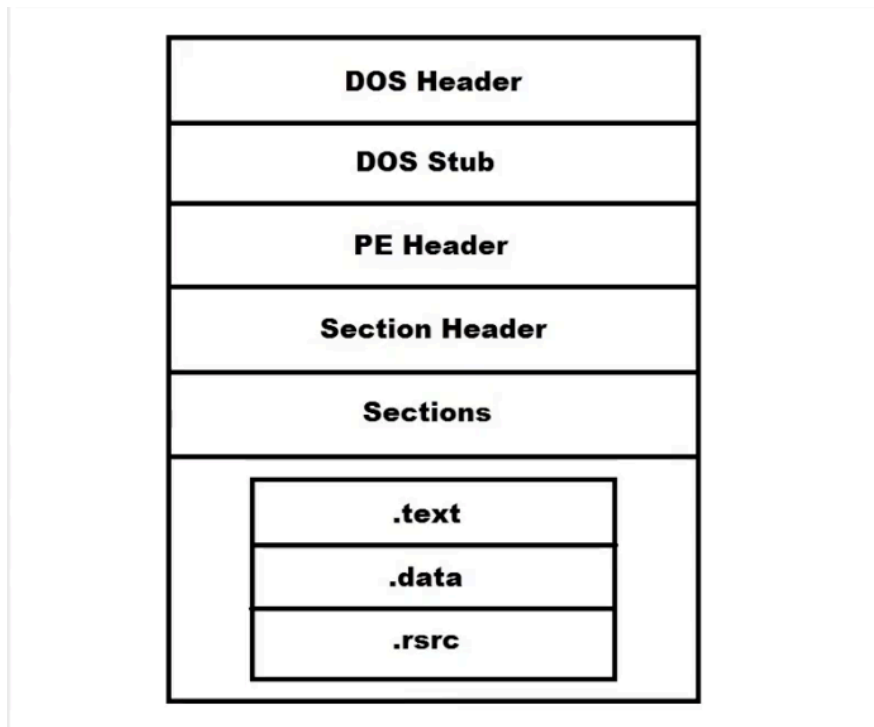 DOS Header
DOS Stub
PE Header
Section Header
Sections
.text
.data
.rsrc